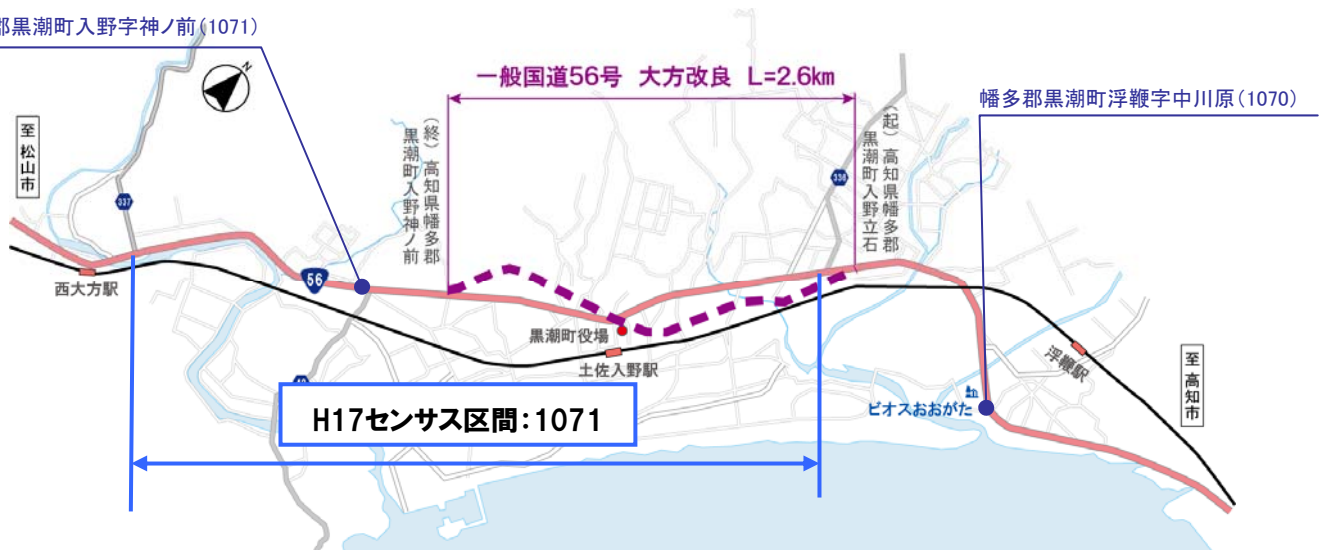 郡黒潮町入野字神ノ前(1071)
N
一般国道56号 大方改良 L=2.6km
幡多郡黒潮町浮鞭字中川原(1070)
至 松山市
(終)高知県幡多郡
黒潮町入野神ノ前
(起)高知県幡多郡
黒潮町入野立石
337
336
56
西大方駅
黒潮町役場
土佐入野駅
浮鞭駅
至 高知市
ビオスおおがた
H17センサス区間:1071